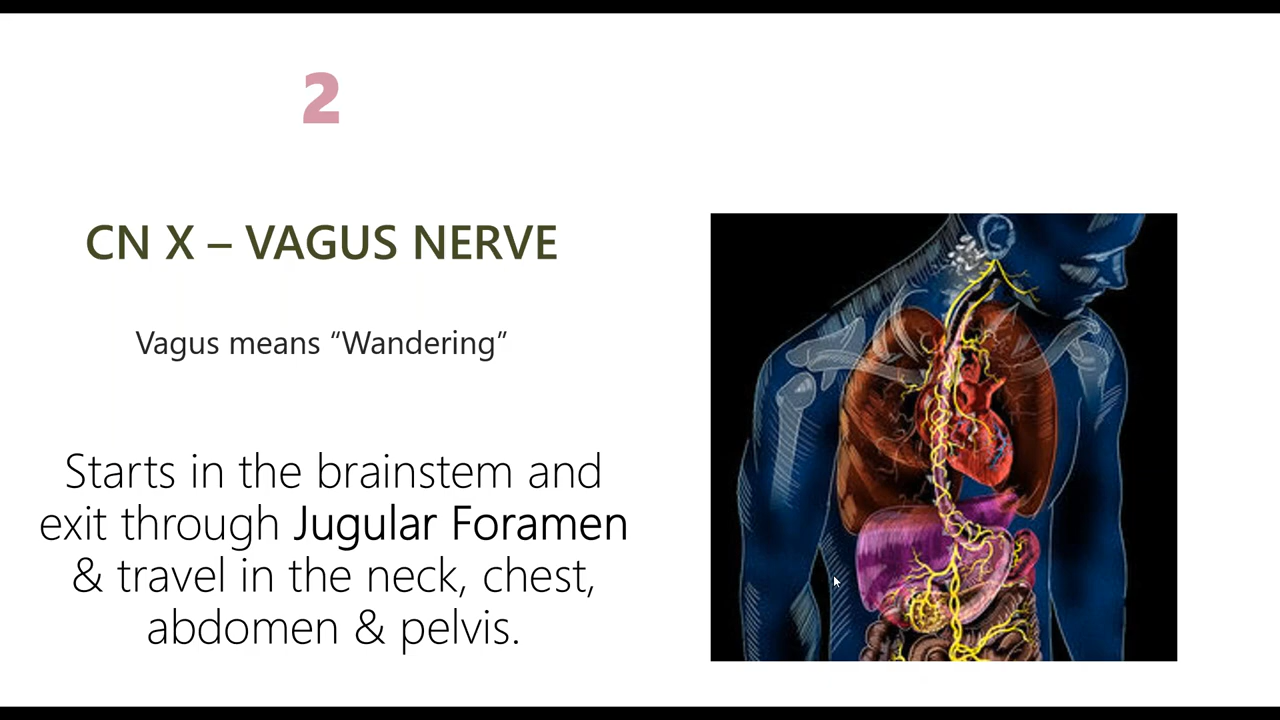 2
CN X – VAGUS NERVE
Vagus means “Wandering”
Starts in the brainstem and
exit through Jugular Foramen
& travel in the neck, chest,
abdomen & pelvis.